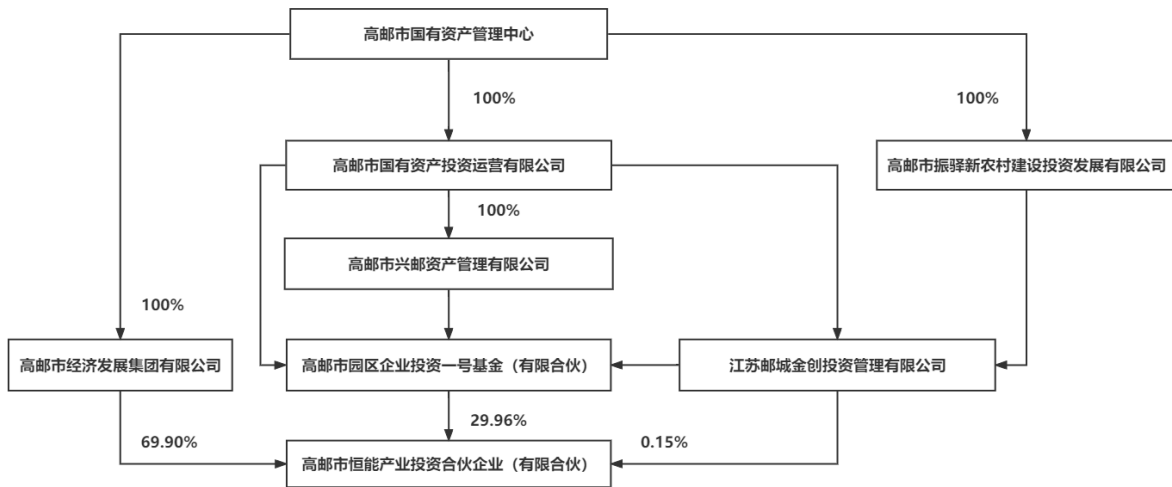 高邮市国有资产管理中心
100%
100%
高邮市国有资产投资运营有限公司
高邮市振驿新农村建设投资发展有限公司
100%
高邮市兴邮资产管理有限公司
100%
高邮市经济发展集团有限公司
高邮市园区企业投资一号基金（有限合伙）
江苏邮城金创投资管理有限公司
29.96%
69.90%
0.15%
高邮市恒能产业投资合伙企业（有限合伙）